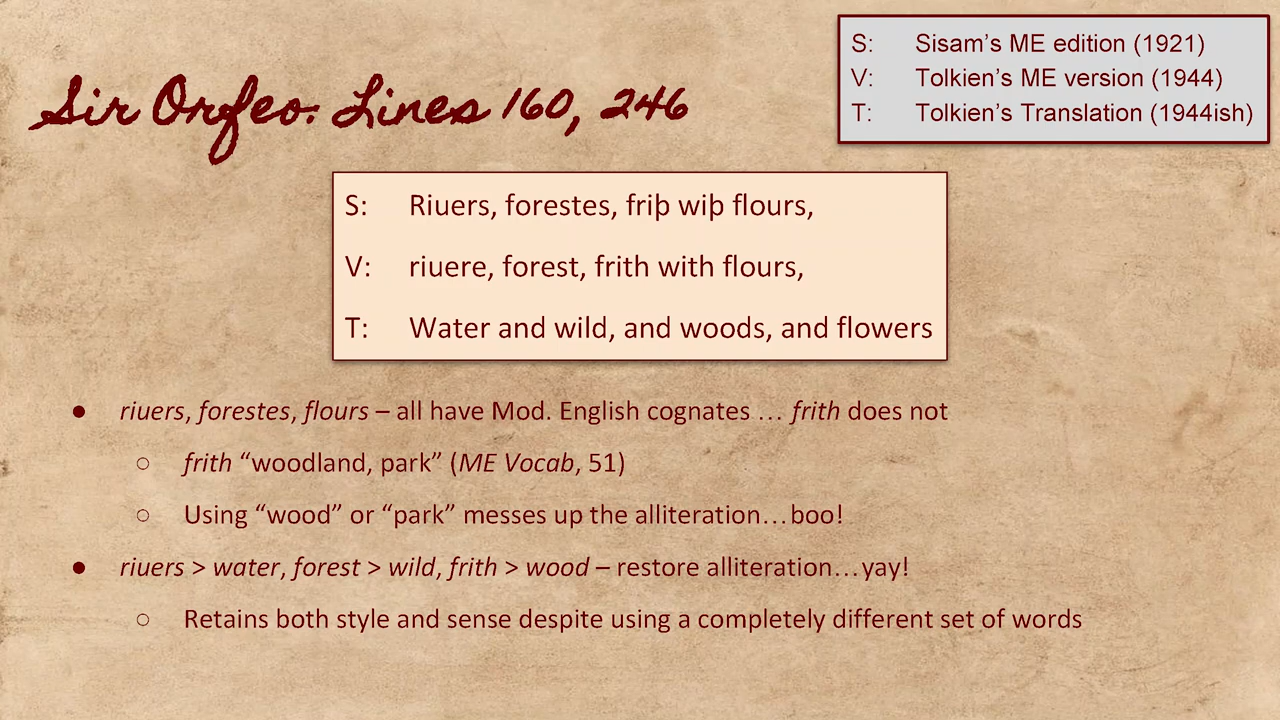 S: Sisam's ME edition (1921)
V: Tolkien's ME version (1944)
T: Tolkien's Translation (1944ish)
Sir Orfeo: Lines 160, 246
S: Riuers, forestes, friþ wiþ flours,
V: riuere, forest, frith with flours,
T: Water and wild, and woods, and flowers
● riuers, forestes, flours – all have Mod. English cognates … frith does not
○ frith “woodland, park” (ME Vocab, 51)
○ Using “wood” or “park” messes up the alliteration…boo!
● riuers > water, forest > wild, frith > wood – restore alliteration…yay!
○ Retains both style and sense despite using a completely different set of words